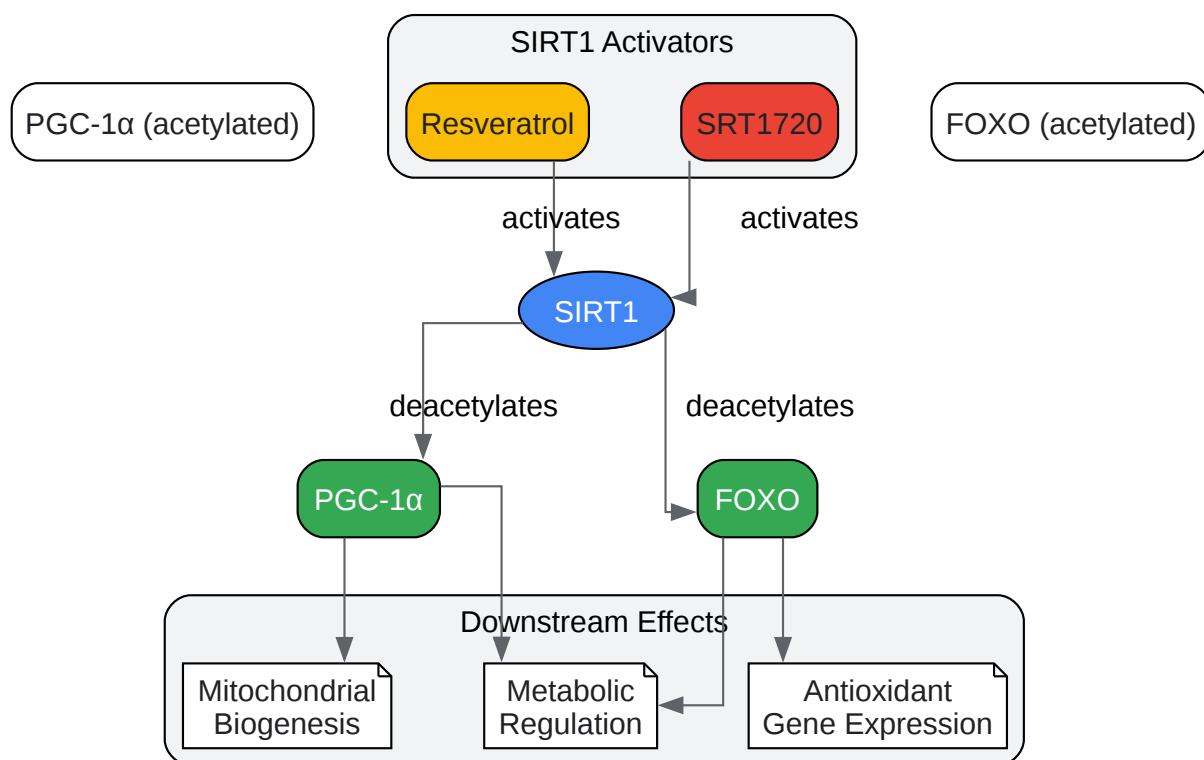 SIRT1 Activators
PGC-1α (acetylated)
Resveratrol
SRT1720
FOXO (acetylated)
activates
activates
SIRT1
deacetylates
deacetylates
PGC-1α
FOXO
Downstream Effects
Mitochondrial
Biogenesis
Metabolic
Regulation
Antioxidant
Gene Expression